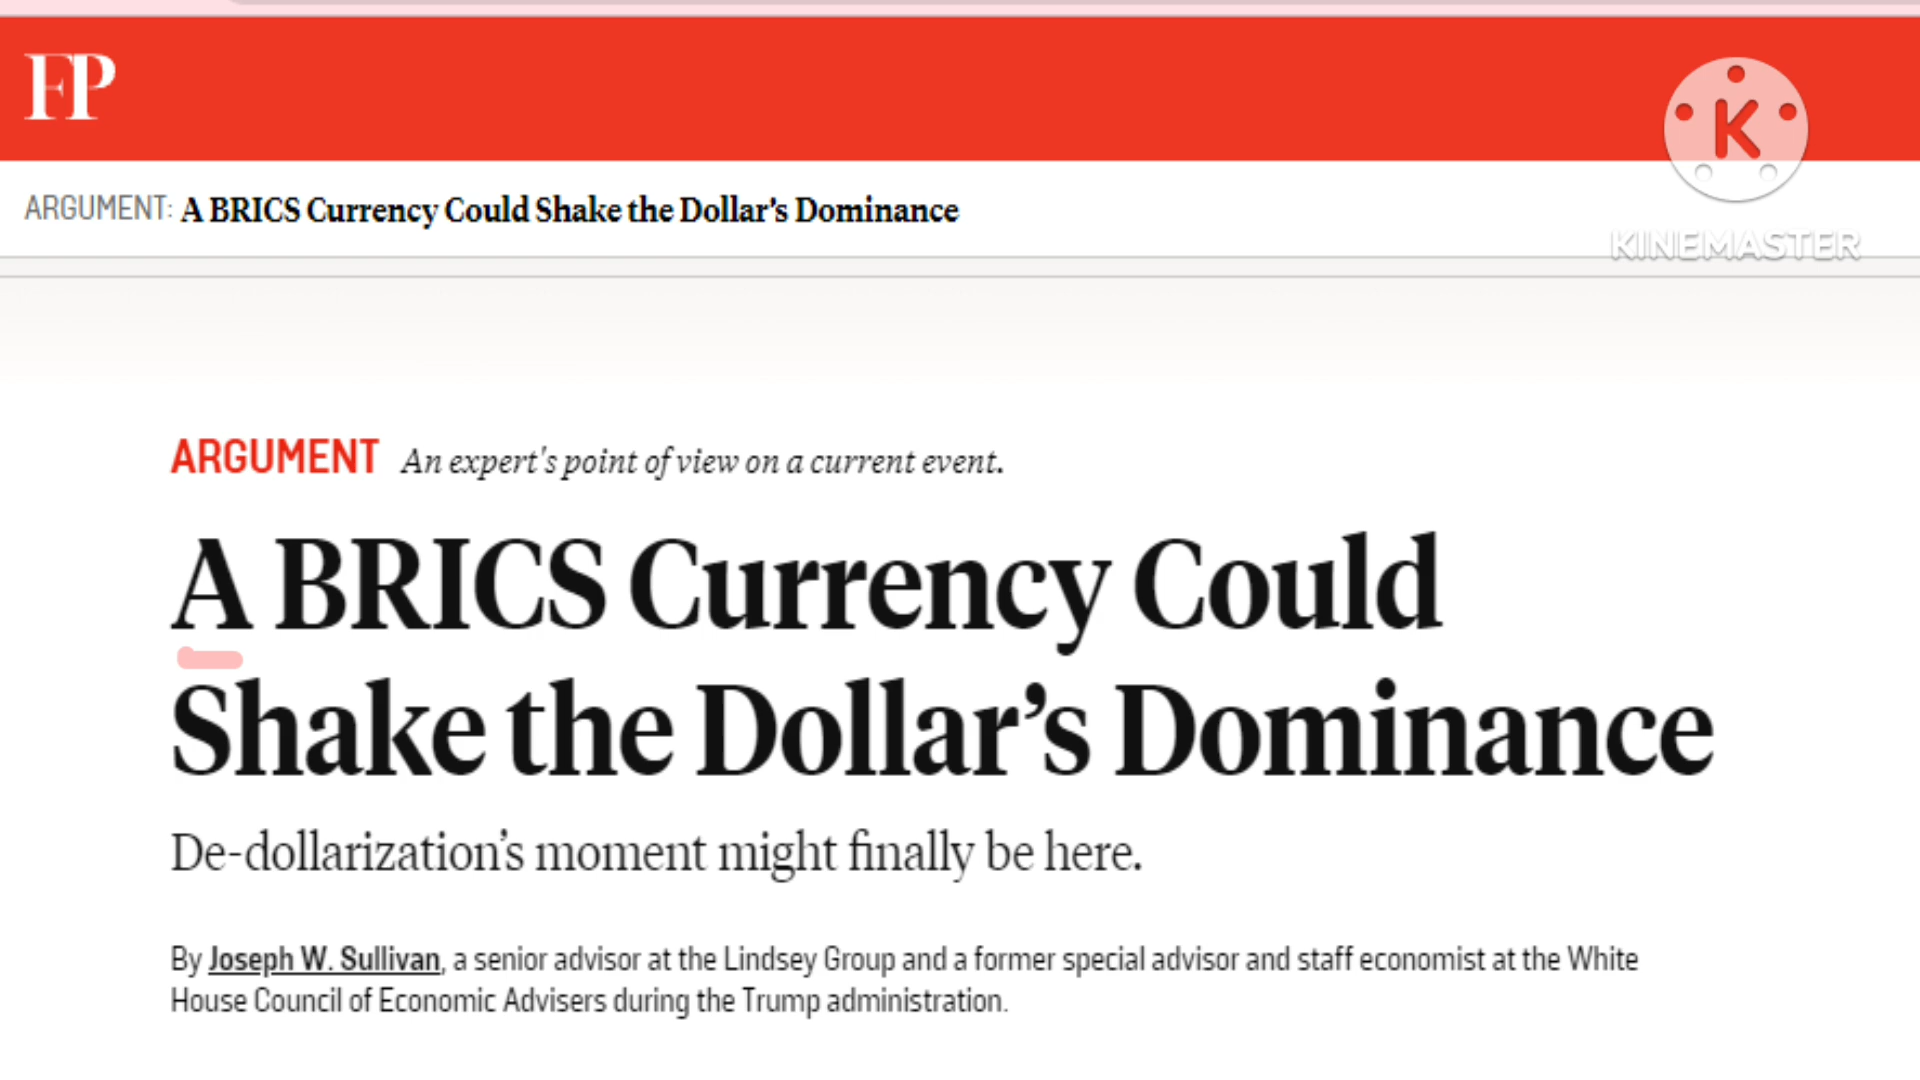 FP
K
ARGUMENT: A BRICS Currency Could Shake the Dollar's Dominance
KINEMASTER
ARGUMENT An expert's point of view on a current event.
A BRICS Currency Could
Shake the Dollar’s Dominance
De-dollarization’s moment might finally be here.
By Joseph W. Sullivan, a senior advisor at the Lindsey Group and a former special advisor and staff economist at the White
House Council of Economic Advisers during the Trump administration.